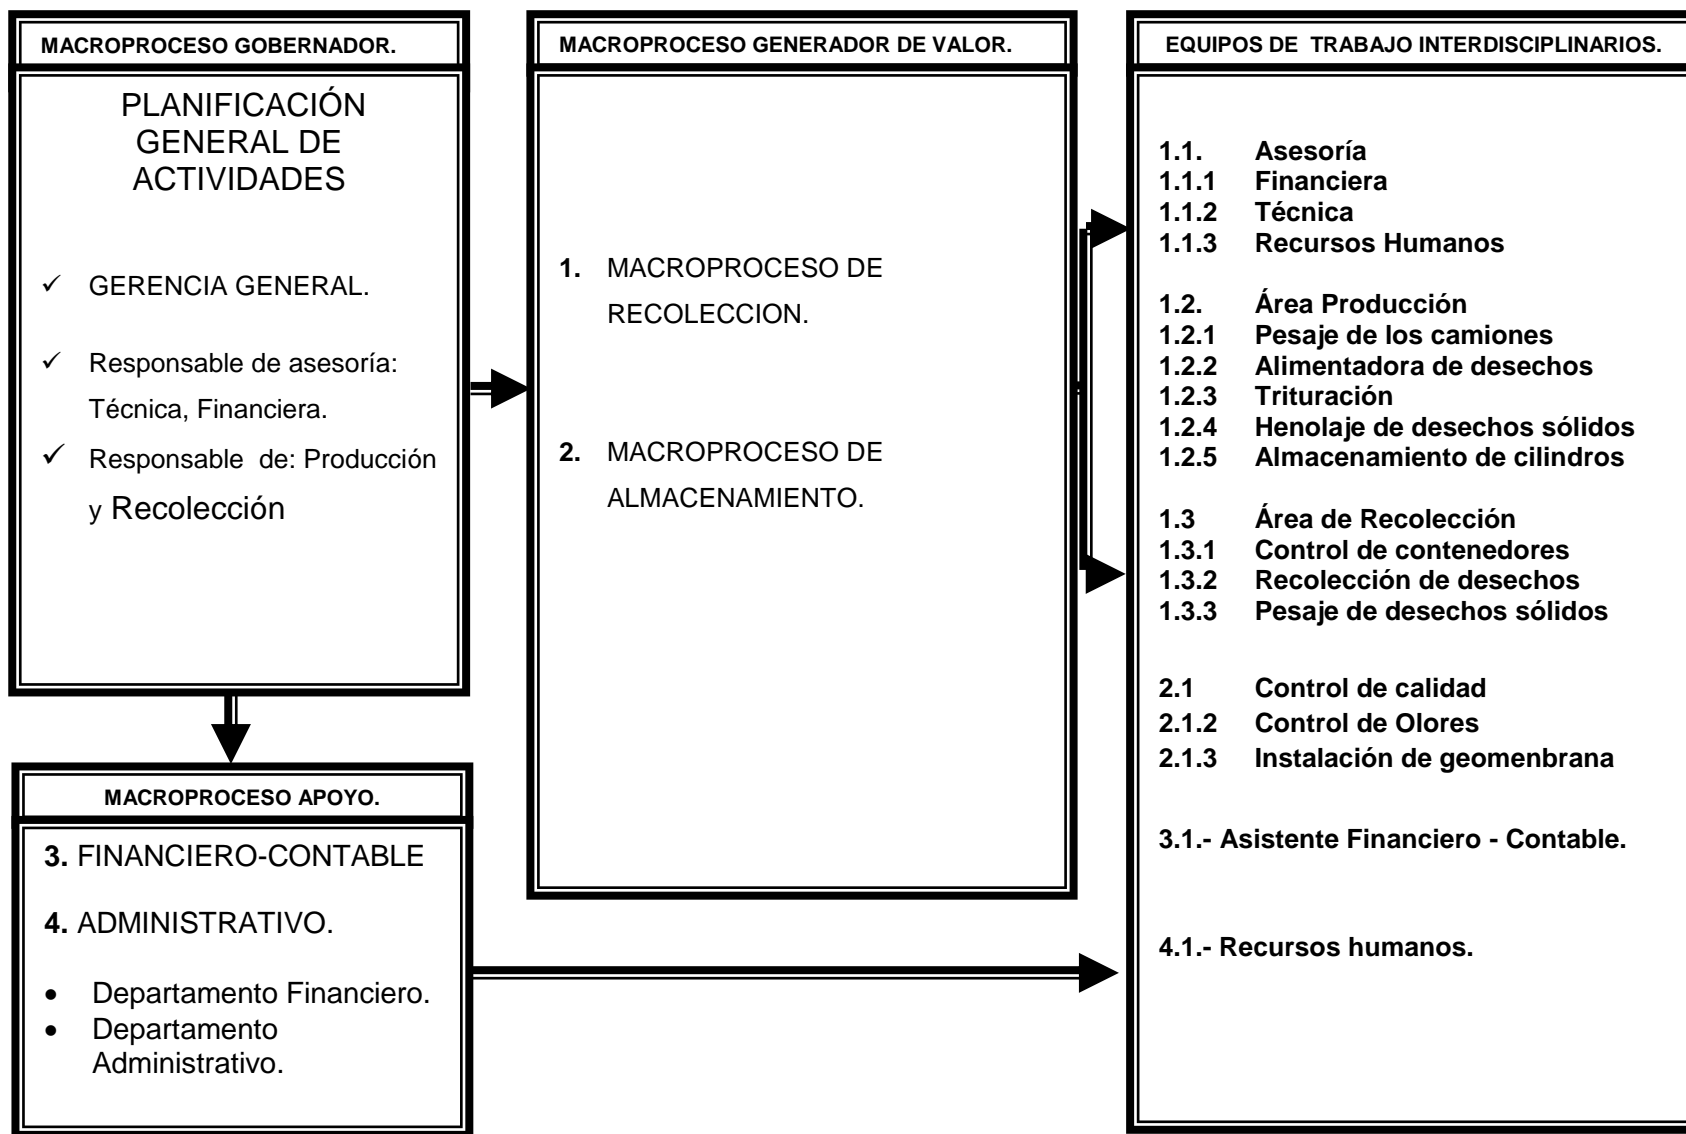 MACROPROCESO GOBERNADOR.
PLANIFICACIÓN
GENERAL DE
ACTIVIDADES
✓ GERENCIA GENERAL.
✓ Responsable de asesoría:
Técnica, Financiera.
✓ Responsable de: Producción
y Recolección
MACROPROCESO APOYO.
3. FINANCIERO-CONTABLE
4. ADMINISTRATIVO.
• Departamento Financiero.
• Departamento
Administrativo.
MACROPROCESO GENERADOR DE VALOR.
1. MACROPROCESO DE
RECOLECCION.
2. MACROPROCESO DE
ALMACENAMIENTO.
EQUIPOS DE TRABAJO INTERDISCIPLINARIOS.
1.1. Asesoría
1.1.1 Financiera
1.1.2 Técnica
1.1.3 Recursos Humanos
1.2. Área Producción
1.2.1 Pesaje de los camiones
1.2.2 Alimentadora de desechos
1.2.3 Trituración
1.2.4 Henolaje de desechos sólidos
1.2.5 Almacenamiento de cilindros
1.3 Área de Recolección
1.3.1 Control de contenedores
1.3.2 Recolección de desechos
1.3.3 Pesaje de desechos sólidos
2.1 Control de calidad
2.1.2 Control de Olores
2.1.3 Instalación de geomenbrana
3.1.- Asistente Financiero - Contable.
4.1.- Recursos humanos.